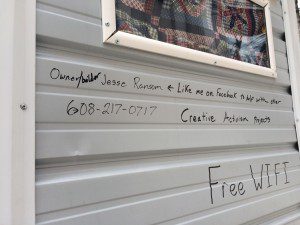 Owner/builder Jesse Ransom ← Like me on Facebook to help with other
608-217-0717 Creative Activism Projects
Free WIFI